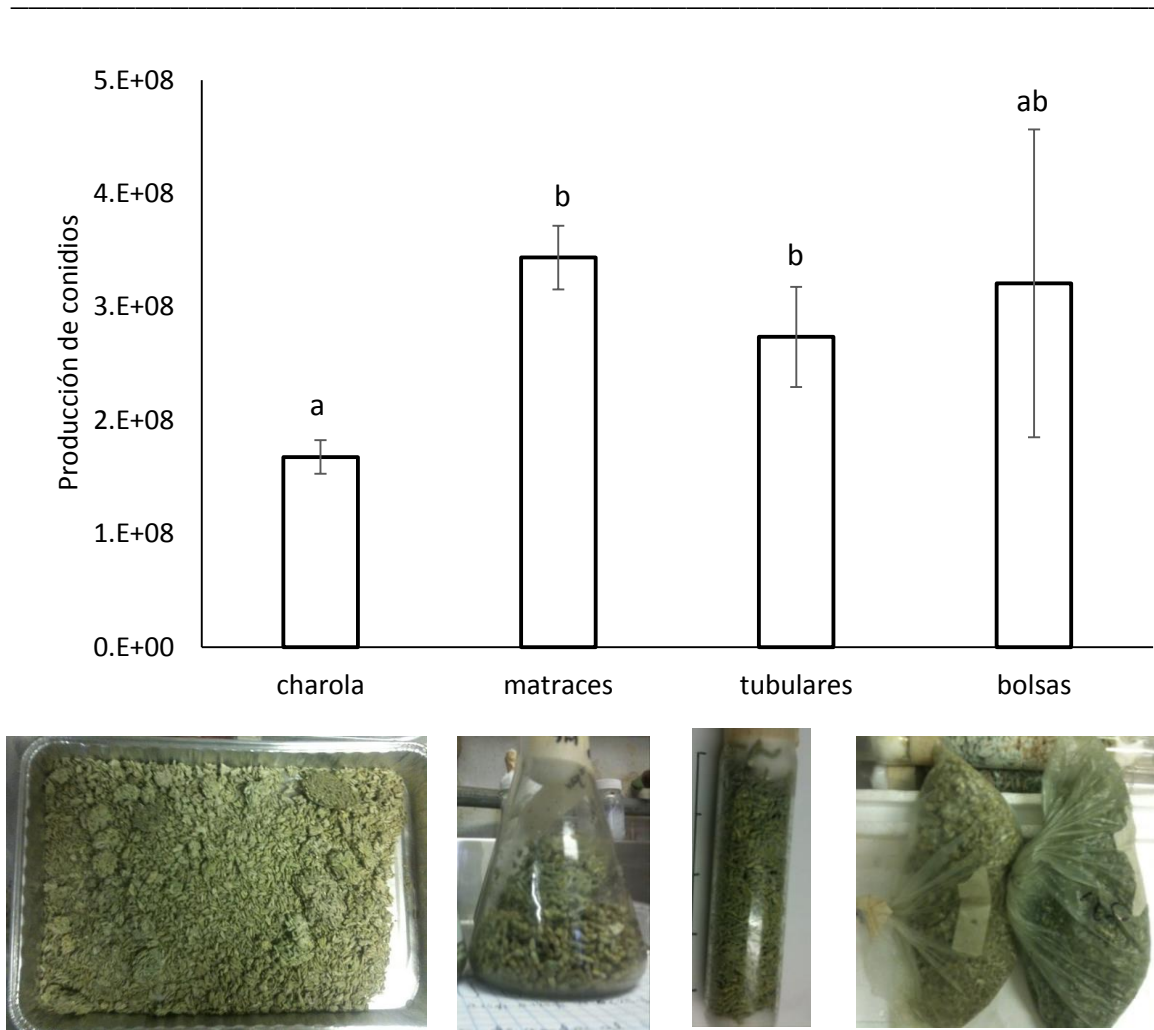 5.E+08
4.E+08
3.E+08
2.E+08
1.E+08
0.E+00
Producción de conidios
a
b
b
ab
charola
matraces
tubulares
bolsas